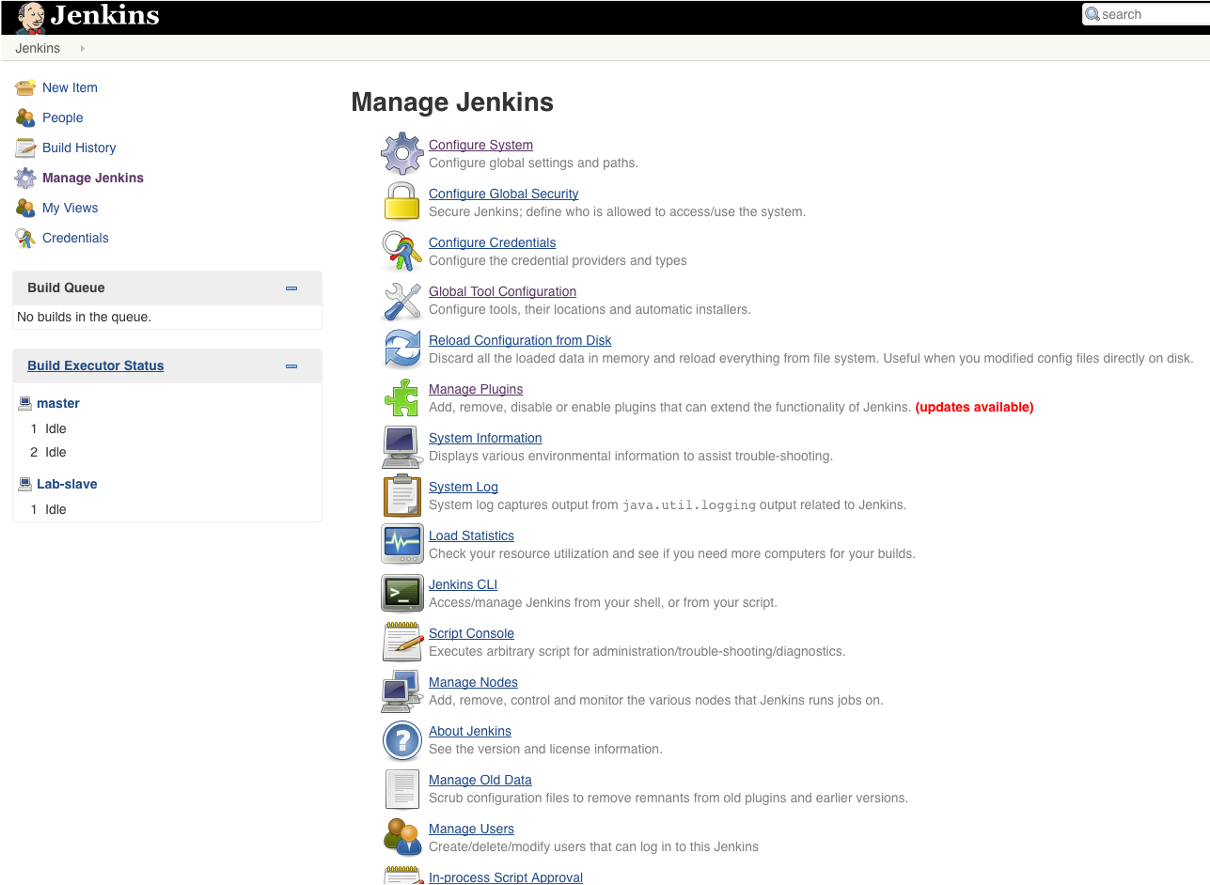 Jenkins
search
Jenkins
New Item
People
Build History
Manage Jenkins
My Views
Credentials
Build Queue
No builds in the queue.
Build Executor Status
master
1 Idle
2 Idle
Lab-slave
1 Idle
Manage Jenkins
Configure System
Configure global settings and paths.
Configure Global Security
Secure Jenkins; define who is allowed to access/use the system.
Configure Credentials
Configure the credential providers and types
Global Tool Configuration
Configure tools, their locations and automatic installers.
Reload Configuration from Disk
Discard all the loaded data in memory and reload everything from file system. Useful when you modified config files directly on disk.
Manage Plugins
Add, remove, disable or enable plugins that can extend the functionality of Jenkins. (updates available)
System Information
Displays various environmental information to assist trouble-shooting.
System Log
System log captures output from java.util.logging output related to Jenkins.
Load Statistics
Check your resource utilization and see if you need more computers for your builds.
Jenkins CLI
Access/manage Jenkins from your shell, or from your script.
Script Console
Executes arbitrary script for administration/trouble-shooting/diagnostics.
Manage Nodes
Add, remove, control and monitor the various nodes that Jenkins runs jobs on.
About Jenkins
See the version and license information.
Manage Old Data
Scrub configuration files to remove remnants from old plugins and earlier versions.
Manage Users
Create/delete/modify users that can log in to this Jenkins
In-process Script Approval